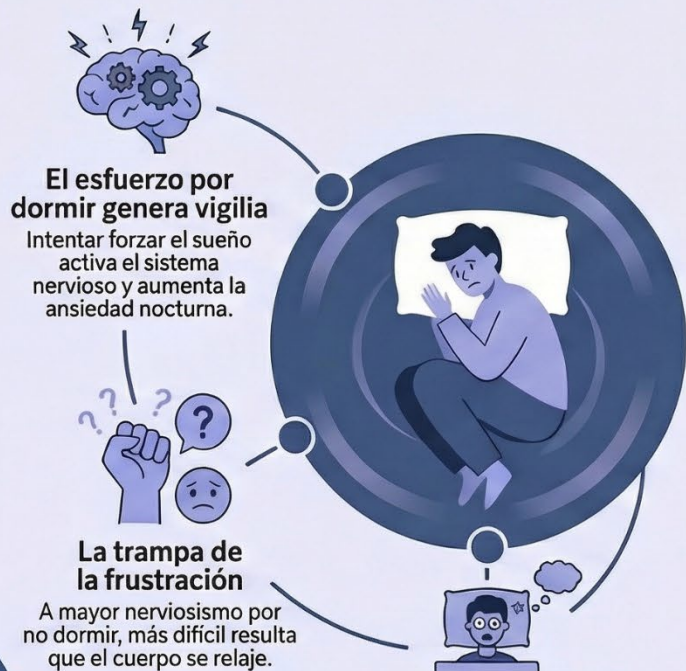 El esfuerzo por
dormir genera vigilia
Intentar forzar el sueño
activa el sistema
nervioso y aumenta la
ansiedad nocturna.
? ? ? ?
La trampa de
la frustración
A mayor nerviosismo por
no dormir, más difícil resulta
que el cuerpo se relaje.